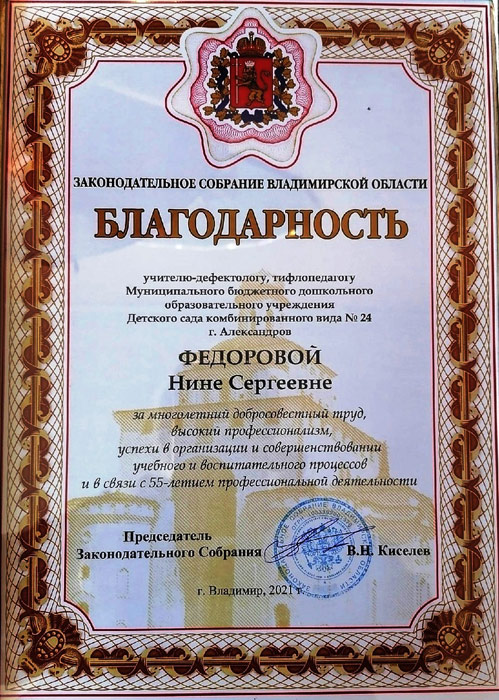 ЗАКОНОДАТЕЛЬНОЕ СОБРАНИЕ ВЛАДИМИРСКОЙ ОБЛАСТИ
БЛАГОДАРНОСТЬ
учителю-дефектологу, тифлопедагогу
Муниципального бюджетного дошкольного
образовательного учреждения
Детского сада комбинированного вида № 24
г. Александров
ФЕДОРОВОЙ
Нине Сергеевне
за многолетний добросовестный труд,
высокий профессионализм,
успехи в организации и совершенствовании
учебного и воспитательного процессов
и в связи с 55-летием профессиональной деятельности
Председатель
Законодательного Собрания В.Н. Киселев
г. Владимир, 2021 г.